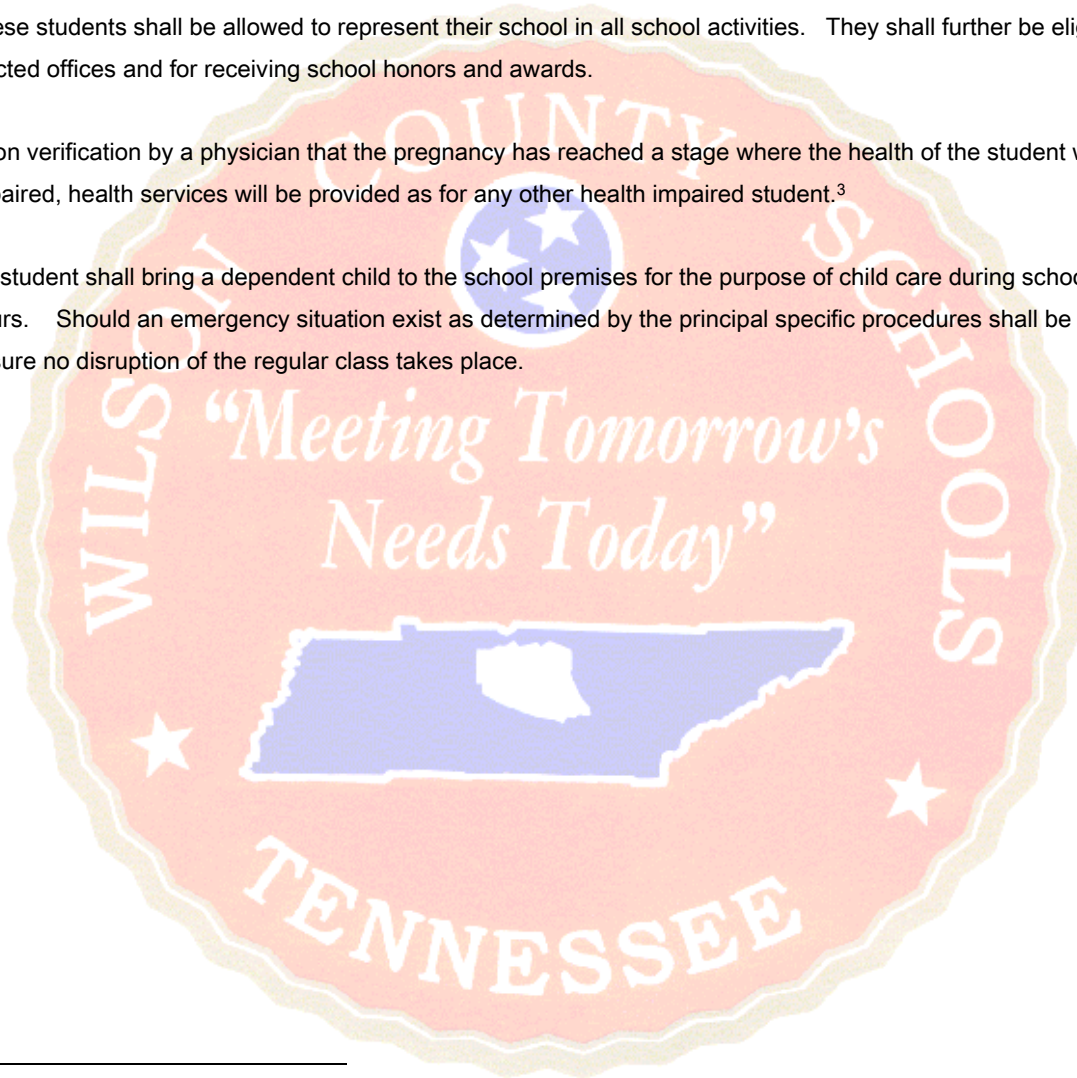 ese students shall be allowed to represent their school in all school activities. They shall further be elig
cted offices and for receiving school honors and awards.
on verification by a physician that the pregnancy has reached a stage where the health of the student w
paired, health services will be provided as for any other health impaired student.³
student shall bring a dependent child to the school premises for the purpose of child care during schoo
urs. Should an emergency situation exist as determined by the principal specific procedures shall be
sure no disruption of the regular class takes place.
WILSON COUNTY SCHOOLS
“Meeting Tomorrow's
Needs Today”
TENNESSEE